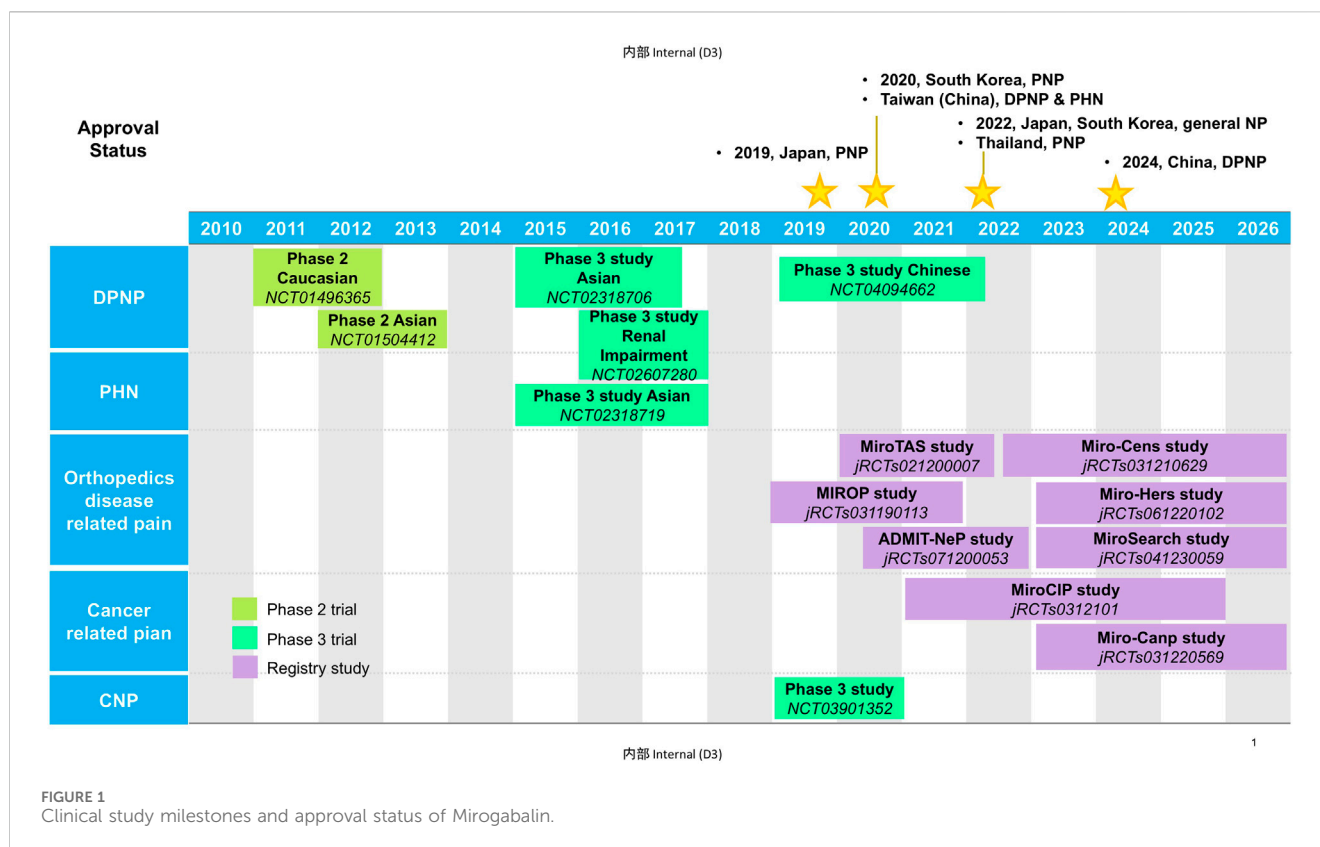 内部 Internal (D3)
• 2020, South Korea, PNP
• Taiwan (China), DPNP & PHN
Approval
Status
• 2022, Japan, South Korea, general NP
• Thailand, PNP
• 2019, Japan, PNP
• 2024, China, DPNP
2010 2011 2012 2013 2014 2015 2016 2017 2018 2019 2020 2021 2022 2023 2024 2025 2026
DPNP
Phase 2
Caucasian
NCT01496365
Phase 2 Asian
NCT01504412
Phase 3 study
Asian
NCT02318706
Phase 3 study
Renal
Impairment
NCT02607280
Phase 3 study Chinese
NCT04094662
PHN
Phase 3 study Asian
NCT02318719
Orthopedics
disease
related pain
MiroTAS study
jRCTs021200007
Miro-Cens study
jRCTs031210629
MIROP study
jRCTs031190113
Miro-Hers study
jRCTs061220102
ADMIT-NeP study
jRCTs071200053
MiroSearch study
jRCTs041230059
Cancer
related pian
MiroCIP study
jRCTs0312101
Miro-Canp study
jRCTs031220569
Phase 2 trial
Phase 3 trial
Registry study
CNP
Phase 3 study
NCT03901352
1
内部 Internal (D3)
FIGURE 1
Clinical study milestones and approval status of Mirogabalin.